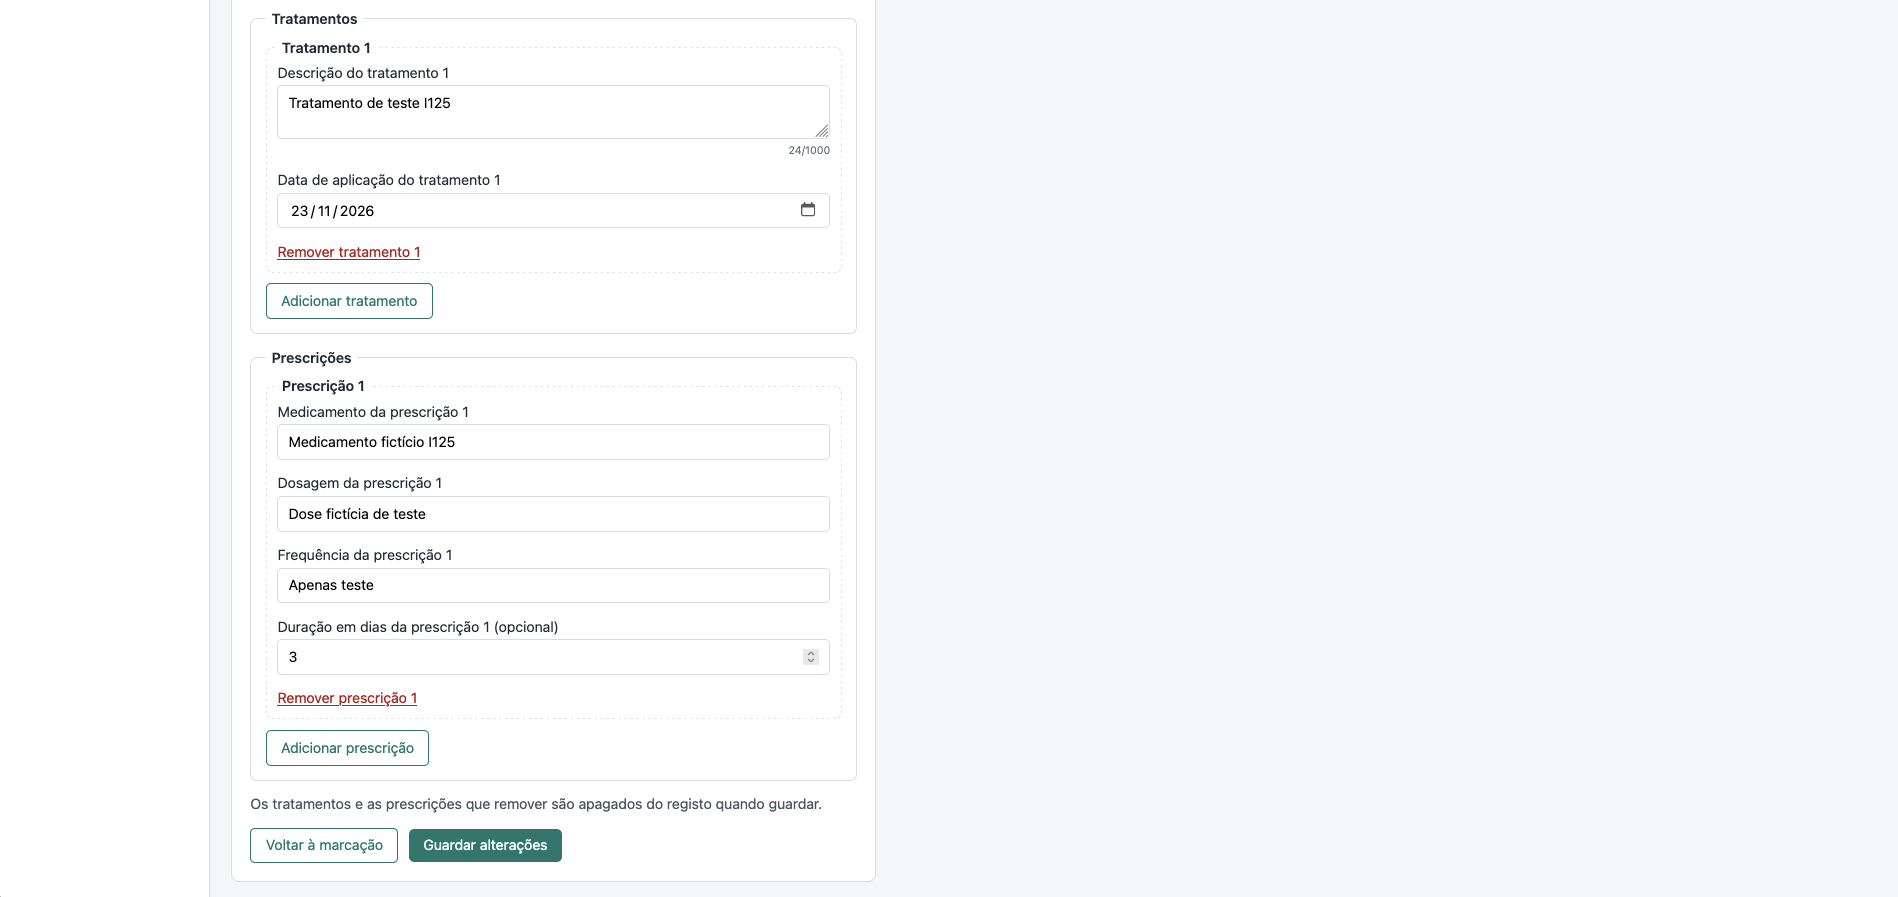 Tratamentos
Tratamento 1
Descrição do tratamento 1
Tratamento de teste I125
24/1000
Data de aplicação do tratamento 1
23/11/2026
Remover tratamento 1
Adicionar tratamento
Prescrições
Prescrição 1
Medicamento da prescrição 1
Medicamento fictício I125
Dosagem da prescrição 1
Dose fictícia de teste
Frequência da prescrição 1
Apenas teste
Duração em dias da prescrição 1 (opcional)
3
Remover prescrição 1
Adicionar prescrição
Os tratamentos e as prescrições que remover são apagados do registo quando guardar.
Voltar à marcação
Guardar alterações